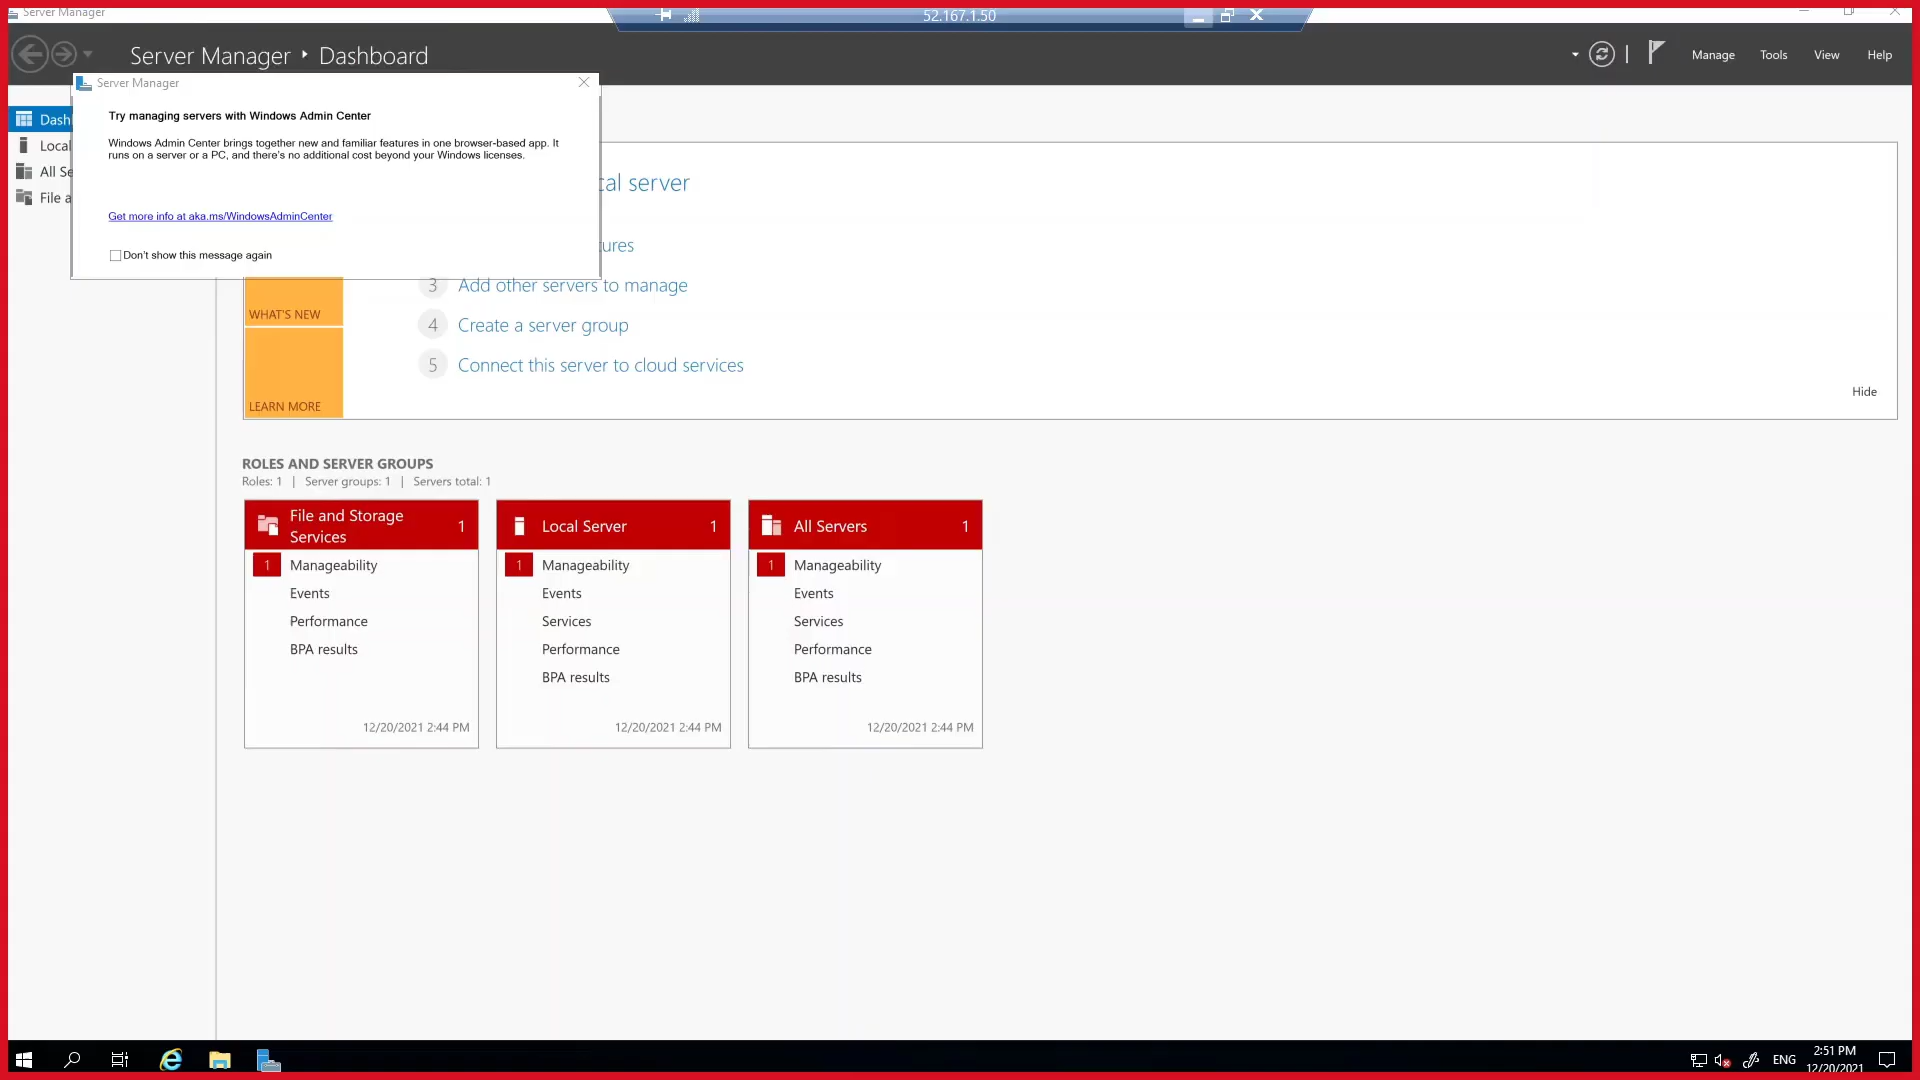 Server Manager
52.167.1.50
Server Manager ‣ Dashboard
Manage
Tools
View
Help
Server Manager
Try managing servers with Windows Admin Center
Windows Admin Center brings together new and familiar features in one browser-based app. It
runs on a server or a PC, and there's no additional cost beyond your Windows licenses.
Get more info at aka.ms/WindowsAdminCenter
Don't show this message again
Dashl
Local
All Se
File a
cal server
ures
3 Add other servers to manage
4 Create a server group
5 Connect this server to cloud services
WHAT'S NEW
LEARN MORE
Hide
ROLES AND SERVER GROUPS
Roles: 1 | Server groups: 1 | Servers total: 1
File and Storage
Services
1
1 Manageability
Events
Performance
BPA results
12/20/2021 2:44 PM
Local Server 1
1 Manageability
Events
Services
Performance
BPA results
12/20/2021 2:44 PM
All Servers 1
1 Manageability
Events
Services
Performance
BPA results
12/20/2021 2:44 PM
ENG
2:51 PM
12/20/2021